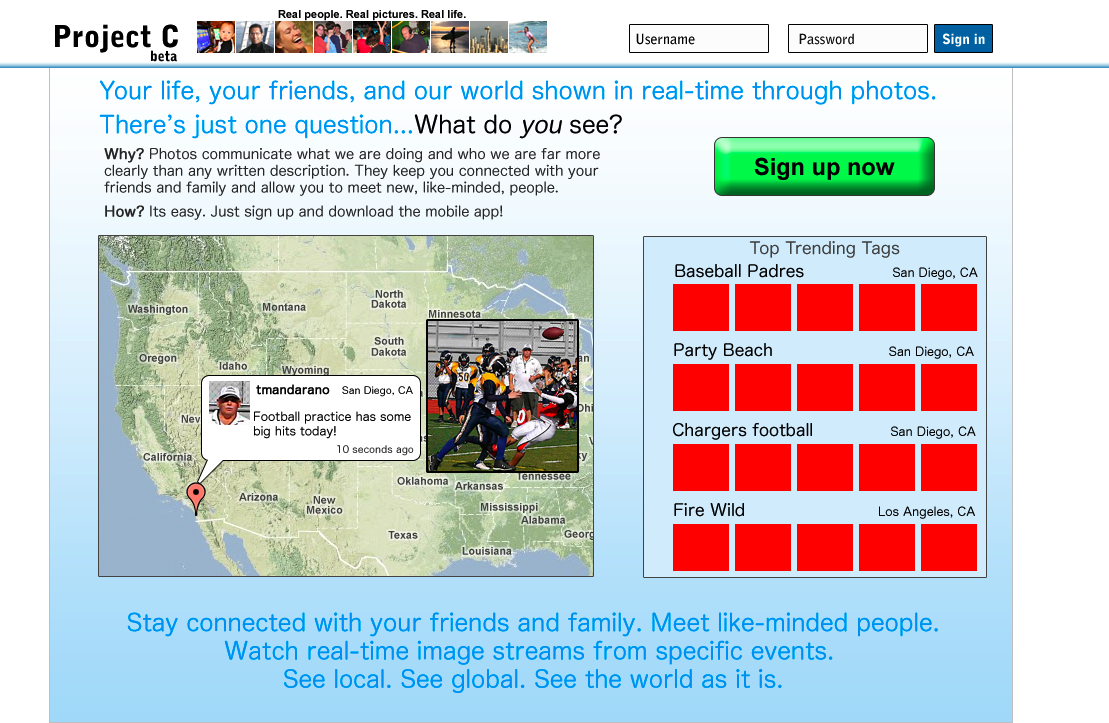 Real people. Real pictures. Real life.
Project C
beta
Username
Password
Sign in
Your life, your friends, and our world shown in real-time through photos.
There's just one question...What do you see?
Why? Photos communicate what we are doing and who we are far more
clearly than any written description. They keep you connected with your
friends and family and allow you to meet new, like-minded, people.
How? Its easy. Just sign up and download the mobile app!
Sign up now
Washington
Montana
North
Dakota
Minnesota
Oregon
Idaho
Wyoming
South
Dakota
tmandarano
San Diego, CA
Football practice has some
big hits today!
10 seconds ago
50
California
Arizona
New
Mexico
Oklahoma
Arkansas
Tennessee
Mississippi
Alabama
Texas
Louisiana
Georg
Top Trending Tags
Baseball Padres
San Diego, CA
Party Beach
San Diego, CA
Chargers football
San Diego, CA
Fire Wild
Los Angeles, CA
Stay connected with your friends and family. Meet like-minded people.
Watch real-time image streams from specific events.
See local. See global. See the world as it is.